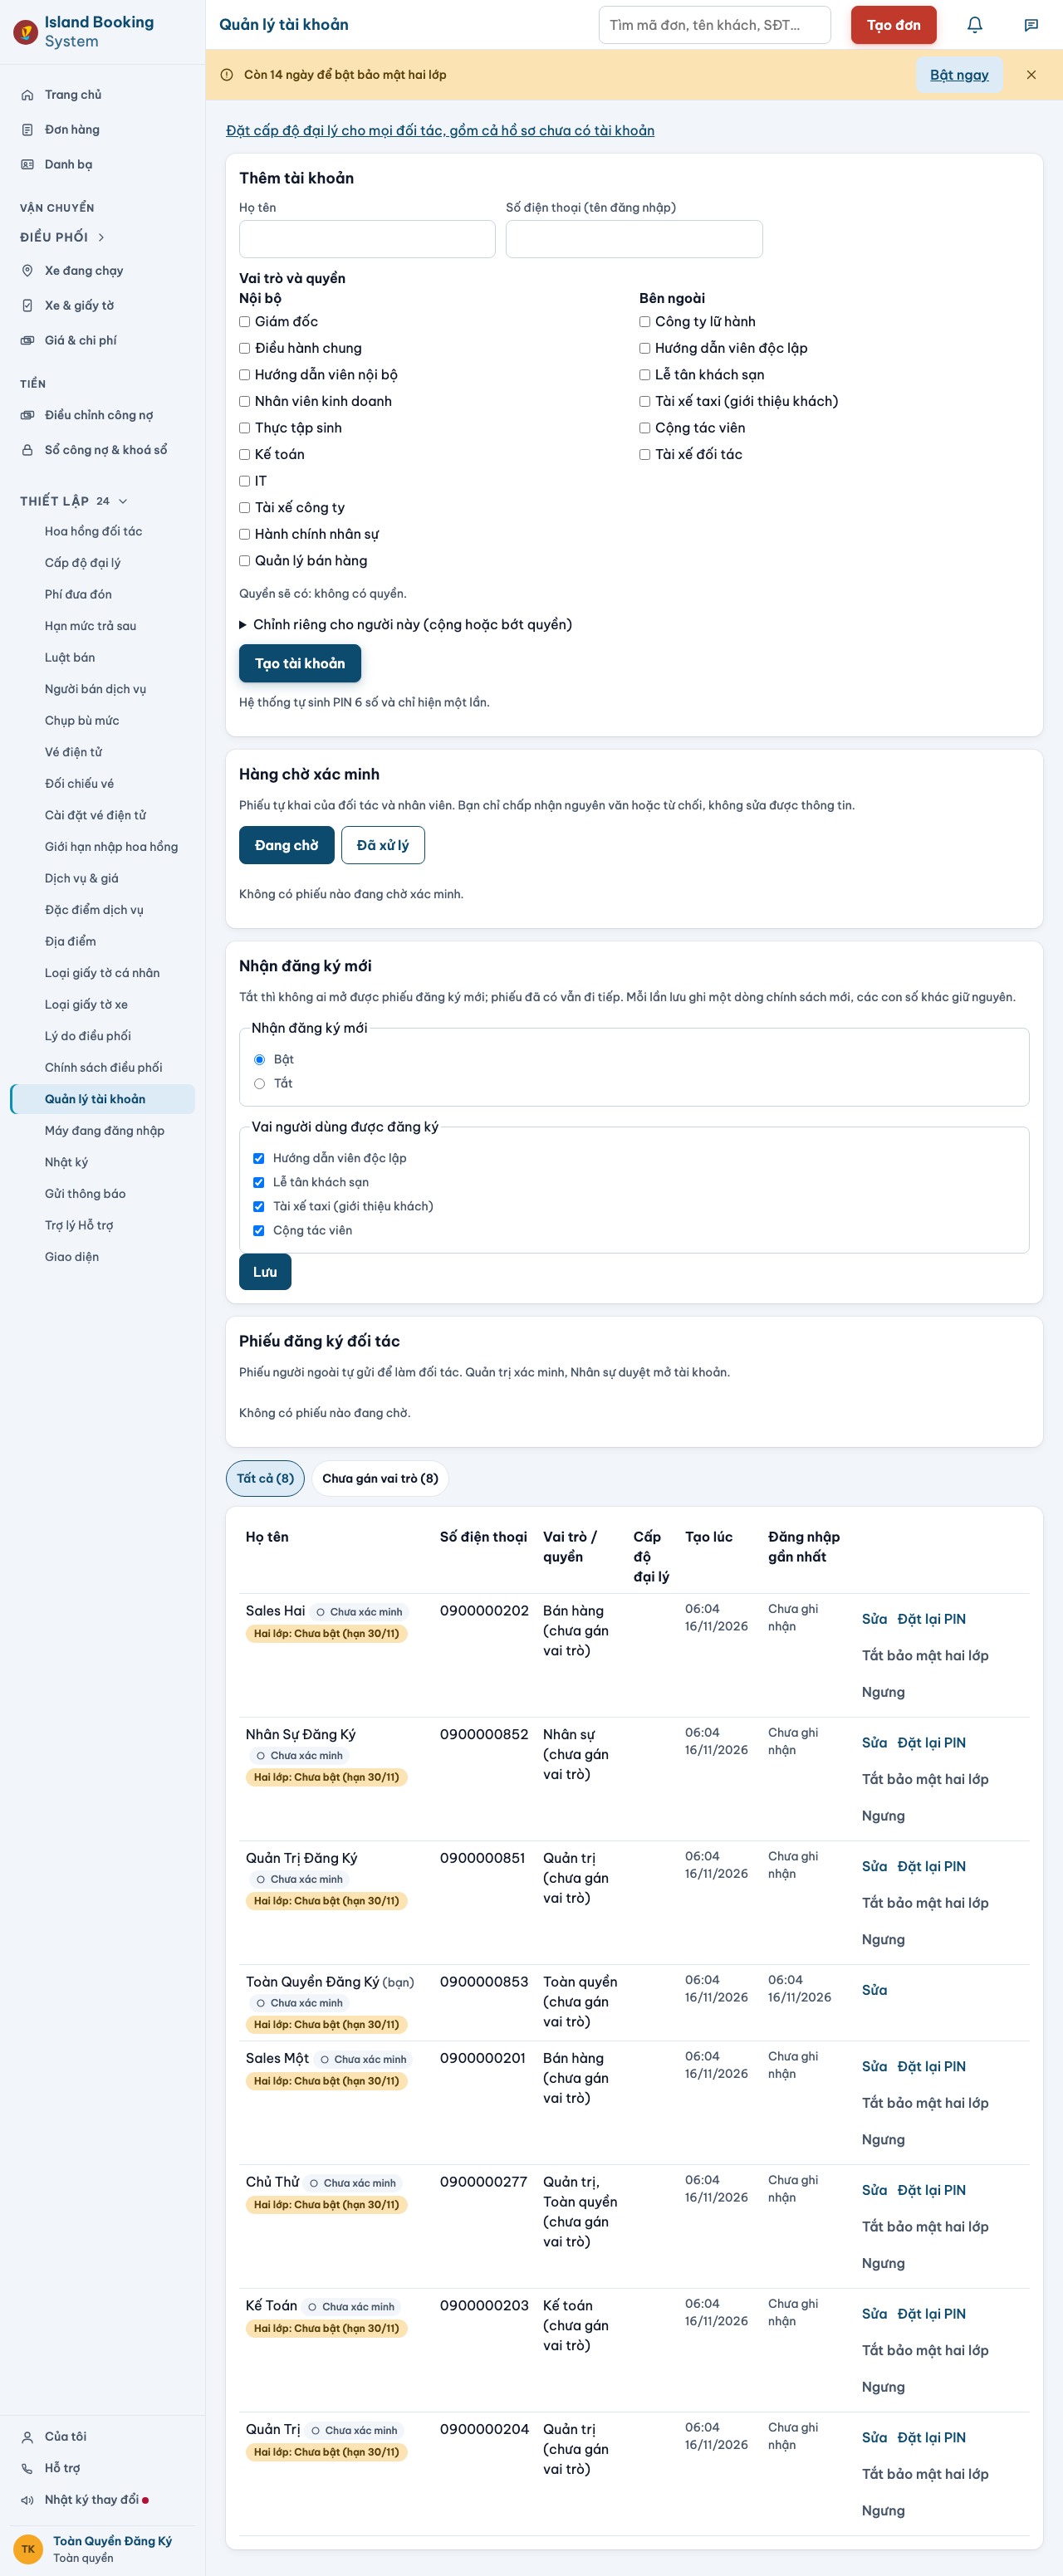 Island Booking
System
Trang chủ
Đơn hàng
Danh bạ
VẬN CHUYỂN
ĐIỀU PHỐI
Xe đang chạy
Xe & giấy tờ
Giá & chi phí
TIỀN
Điều chỉnh công nợ
Sổ công nợ & khoá sổ
THIẾT LẬP 24
Hoa hồng đối tác
Cấp độ đại lý
Phí đưa đón
Hạn mức trả sau
Luật bán
Người bán dịch vụ
Chụp bù mức
Vé điện tử
Đối chiếu vé
Cài đặt vé điện tử
Giới hạn nhập hoa hồng
Dịch vụ & giá
Đặc điểm dịch vụ
Địa điểm
Loại giấy tờ cá nhân
Loại giấy tờ xe
Lý do điều phối
Chính sách điều phối
Quản lý tài khoản
Máy đang đăng nhập
Nhật ký
Gửi thông báo
Trợ lý Hỗ trợ
Giao diện
Của tôi
Hỗ trợ
Nhật ký thay đổi
TK
Toàn Quyền Đăng Ký
Toàn quyền
Quản lý tài khoản
Tìm mã đơn, tên khách, SĐT...
Tạo đơn
Còn 14 ngày để bật bảo mật hai lớp
Bật ngay
Đặt cấp độ đại lý cho mọi đối tác, gồm cả hồ sơ chưa có tài khoản
Thêm tài khoản
Họ tên
Số điện thoại (tên đăng nhập)
Vai trò và quyền
Nội bộ
Giám đốc
Điều hành chung
Hướng dẫn viên nội bộ
Nhân viên kinh doanh
Thực tập sinh
Kế toán
IT
Tài xế công ty
Hành chính nhân sự
Quản lý bán hàng
Bên ngoài
Công ty lữ hành
Hướng dẫn viên độc lập
Lễ tân khách sạn
Tài xế taxi (giới thiệu khách)
Cộng tác viên
Tài xế đối tác
Quyền sẽ có: không có quyền.
Chỉnh riêng cho người này (cộng hoặc bớt quyền)
Tạo tài khoản
Hệ thống tự sinh PIN 6 số và chỉ hiện một lần.
Hàng chờ xác minh
Phiếu tự khai của đối tác và nhân viên. Bạn chỉ chấp nhận nguyên văn hoặc từ chối, không sửa được thông tin.
Đang chờ
Đã xử lý
Không có phiếu nào đang chờ xác minh.
Nhận đăng ký mới
Tắt thì không ai mở được phiếu đăng ký mới; phiếu đã có vẫn đi tiếp. Mỗi lần lưu ghi một dòng chính sách mới, các con số khác giữ nguyên.
Nhận đăng ký mới
Bật
Tắt
Vai người dùng được đăng ký
Hướng dẫn viên độc lập
Lễ tân khách sạn
Tài xế taxi (giới thiệu khách)
Cộng tác viên
Lưu
Phiếu đăng ký đối tác
Phiếu người ngoài tự gửi để làm đối tác. Quản trị xác minh, Nhân sự duyệt mở tài khoản.
Không có phiếu nào đang chờ.
Tất cả (8)
Chưa gán vai trò (8)
Họ tên
Số điện thoại
Vai trò /
quyền
Cấp
độ
đại lý
Tạo lúc
Đăng nhập
gần nhất
Sales Hai Chưa xác minh
Hai lớp: Chưa bật (hạn 30/11)
0900000202
Bán hàng
(chưa gán
vai trò)
06:04
16/11/2026
Chưa ghi
nhận
Sửa Đặt lại PIN
Tắt bảo mật hai lớp
Ngưng
Nhân Sự Đăng Ký
Chưa xác minh
Hai lớp: Chưa bật (hạn 30/11)
0900000852
Nhân sự
(chưa gán
vai trò)
06:04
16/11/2026
Chưa ghi
nhận
Sửa Đặt lại PIN
Tắt bảo mật hai lớp
Ngưng
Quản Trị Đăng Ký
Chưa xác minh
Hai lớp: Chưa bật (hạn 30/11)
0900000851
Quản trị
(chưa gán
vai trò)
06:04
16/11/2026
Chưa ghi
nhận
Sửa Đặt lại PIN
Tắt bảo mật hai lớp
Ngưng
Toàn Quyền Đăng Ký (bạn)
Chưa xác minh
Hai lớp: Chưa bật (hạn 30/11)
0900000853
Toàn quyền
(chưa gán
vai trò)
06:04
16/11/2026
06:04
16/11/2026
Sửa
Sales Một Chưa xác minh
Hai lớp: Chưa bật (hạn 30/11)
0900000201
Bán hàng
(chưa gán
vai trò)
06:04
16/11/2026
Chưa ghi
nhận
Sửa Đặt lại PIN
Tắt bảo mật hai lớp
Ngưng
Chủ Thử Chưa xác minh
Hai lớp: Chưa bật (hạn 30/11)
0900000277
Quản trị,
Toàn quyền
(chưa gán
vai trò)
06:04
16/11/2026
Chưa ghi
nhận
Sửa Đặt lại PIN
Tắt bảo mật hai lớp
Ngưng
Kế Toán Chưa xác minh
Hai lớp: Chưa bật (hạn 30/11)
0900000203
Kế toán
(chưa gán
vai trò)
06:04
16/11/2026
Chưa ghi
nhận
Sửa Đặt lại PIN
Tắt bảo mật hai lớp
Ngưng
Quản Trị Chưa xác minh
Hai lớp: Chưa bật (hạn 30/11)
0900000204
Quản trị
(chưa gán
vai trò)
06:04
16/11/2026
Chưa ghi
nhận
Sửa Đặt lại PIN
Tắt bảo mật hai lớp
Ngưng